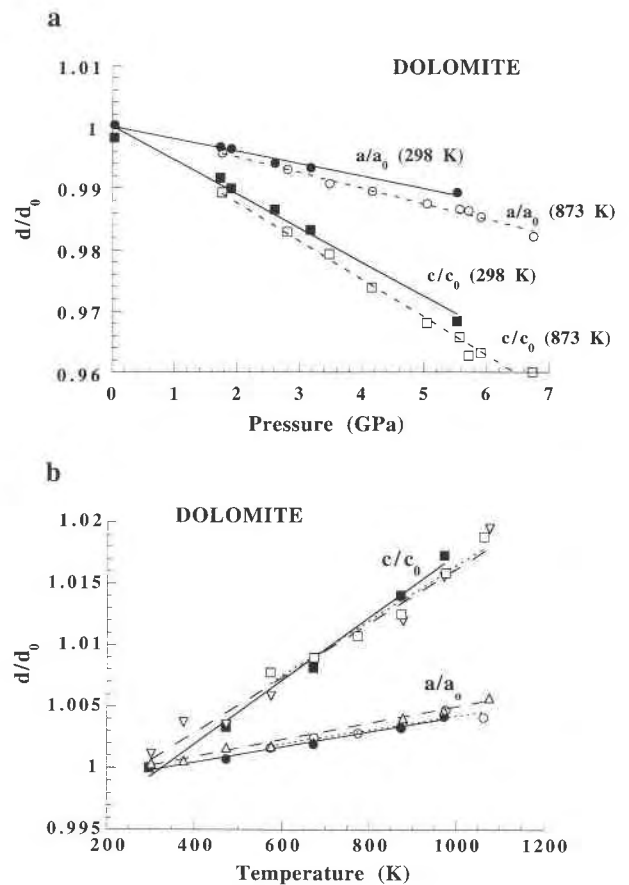 a
1.01
DOLOMITE
1
a/a0 (298 K)
0.99
a/a0 (873 K)
d/d0
0.98
c/c0 (298 K)
0.97
c/c0 (873 K)
0.96
0 1 2 3 4 5 6 7
Pressure (GPa)
b
1.02
DOLOMITE
c/c0
1.015
1.01
d/d0
a/a0
1.005
1
0.995
200 400 600 800 1000 1200
Temperature (K)